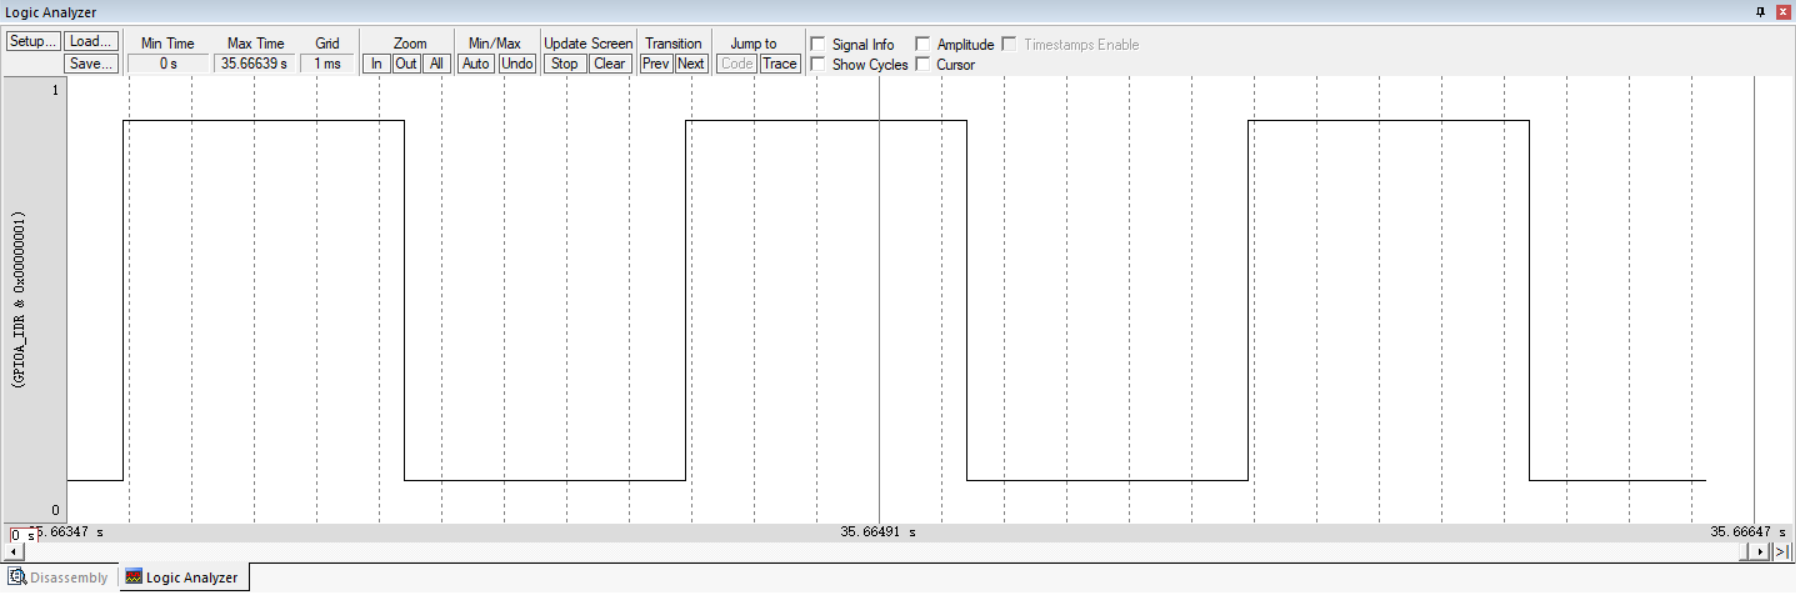 Logic Analyzer
Setup... Load... Min Time Max Time Grid Zoom Min/Max Update Screen Transition Jump to Signal Info Amplitude Timestamps Enable
Save... 0 s 35.66639 s 1 ms In Out All Auto Undo Stop Clear Prev Next Code Trace Show Cycles Cursor
1
(GPIOA_IDR & 0x00000001)
0
0 s 5.66347 s 35.66491 s 35.66647 s
Disassembly Logic Analyzer